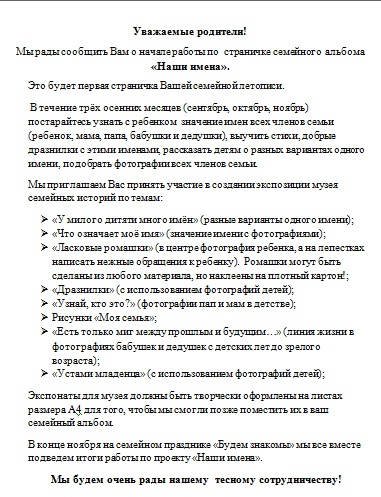 Уважаемые родители!
Мы рады сообщить Вам о начале работы по страничке семейного альбома
«Наши имена».
Это будет первая страничка Вашей семейной летописи.
В течение трёх осенних месяцев (сентябрь, октябрь, ноябрь)
постарайтесь узнать с ребенком значение имен всех членов семьи
(ребенок, мама, папа, бабушки и дедушки), выучить стихи, добрые
дразнилки с этими именами, рассказать детям о разных вариантах одного
имени, подобрать фотографии всех членов семьи.
Мы приглашаем Вас принять участие в создании экспозиции музея
семейных историй по темам:
➢ «У милого дитяти много имён» (разные варианты одного имени);
➢ «Что означает моё имя» (значение имени с фотографиями);
➢ «Ласковые ромашки» (в центре фотография ребенка, а на лепестках
написать нежные обращения к ребенку). Ромашки могут быть
сделаны из любого материала, но наклеены на плотный картон!;
➢ «Дразнилки» (с использованием фотографий детей);
➢ «Узнай, кто это?» (фотографии пап и мам в детстве);
➢ Рисунки «Моя семья»;
➢ «Есть только миг между прошлым и будущим…» (линия жизни в
фотографиях бабушек и дедушек с детских лет до зрелого
возраста);
➢ «Устами младенца» (с использованием фотографий детей);
Экспонаты для музея должны быть творчески оформлены на листах
размера А4 для того, чтобы мы смогли позже поместить их в ваш
семейный альбом.
В конце ноября на семейном празднике «Будем знакомы» мы все вместе
подведем итоги работы по проекту «Наши имена».
Мы будем очень рады нашему тесному сотрудничеству!